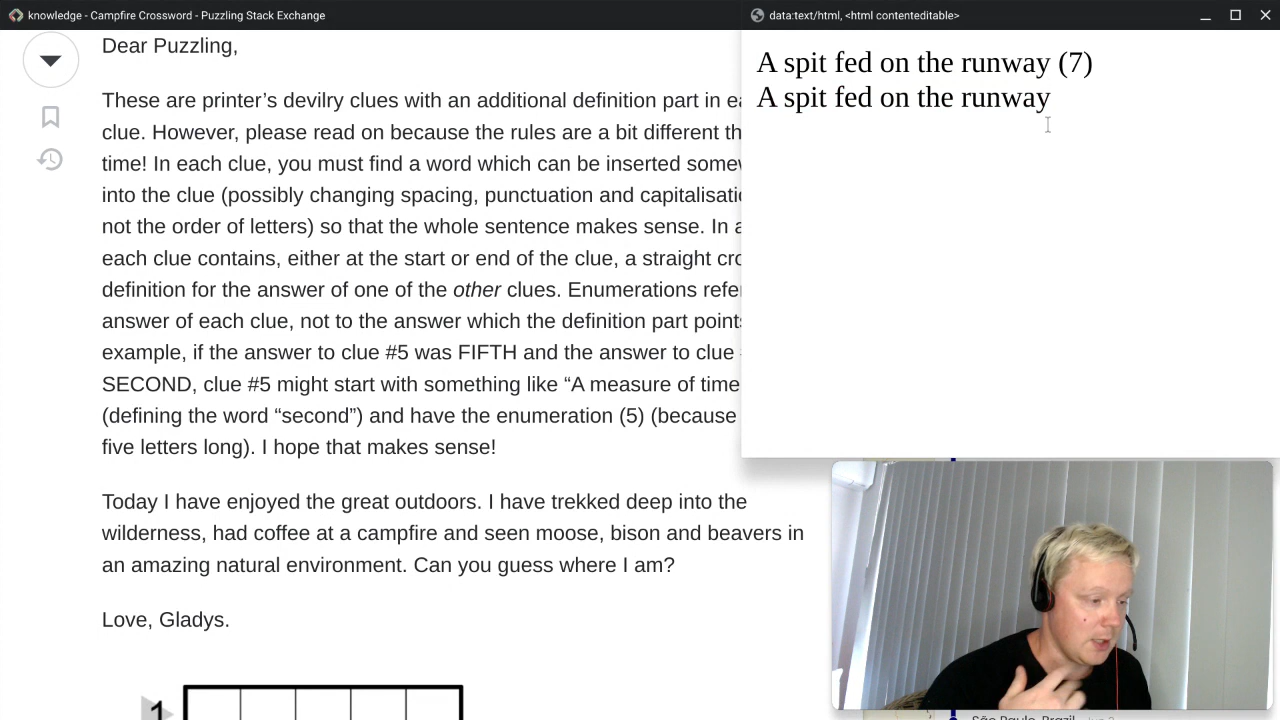 knowledge - Campfire Crossword - Puzzling Stack Exchange
data:text/html, <html contenteditable>
Dear Puzzling,
These are printer’s devilry clues with an additional definition part in
clue. However, please read on because the rules are a bit different
time! In each clue, you must find a word which can be inserted
into the clue (possibly changing spacing, punctuation and
not the order of letters) so that the whole sentence makes sense. In
each clue contains, either at the start or end of the clue, a straight
definition for the answer of one of the other clues. Enumerations
answer of each clue, not to the answer which the definition part
example, if the answer to clue #5 was FIFTH and the answer to clue
SECOND, clue #5 might start with something like “A measure of time
(defining the word “second”) and have the enumeration (5) (because
five letters long). I hope that makes sense!
Today I have enjoyed the great outdoors. I have trekked deep into the
wilderness, had coffee at a campfire and seen moose, bison and beavers in
an amazing natural environment. Can you guess where I am?
Love, Gladys.
1
A spit fed on the runway (7)
A spit fed on the runway